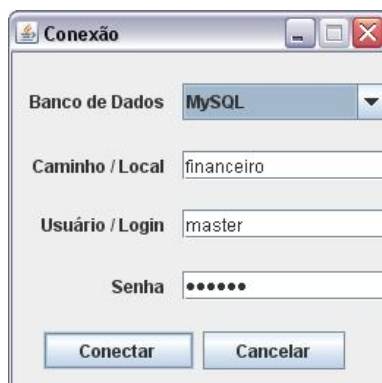 Conexão
Banco de Dados MySQL
Caminho / Local financeiro
Usuário / Login master
Senha ••••••
Conectar Cancelar